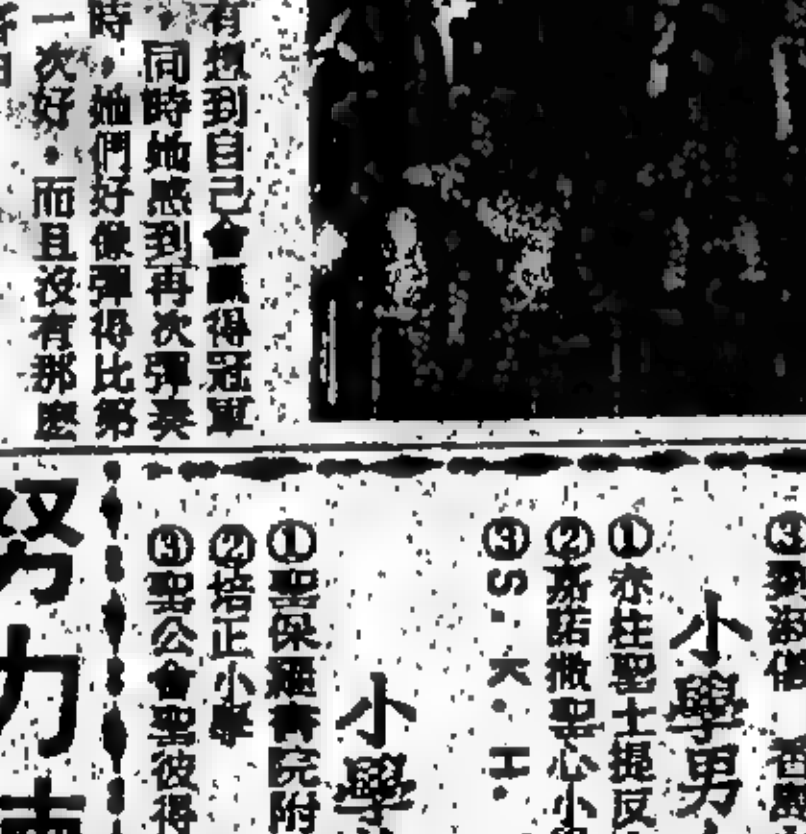 有想到自己會贏得冠軍
同時她感到再次彈奏
時,她們好像彈得比第
一次好。而且沒有那麼
③
小學男
①赤柱聖士提反
②嘉諾撒聖心小
③S.K.H.
小學
①聖保羅書院附
②培正小學
③聖公會聖彼得
努力